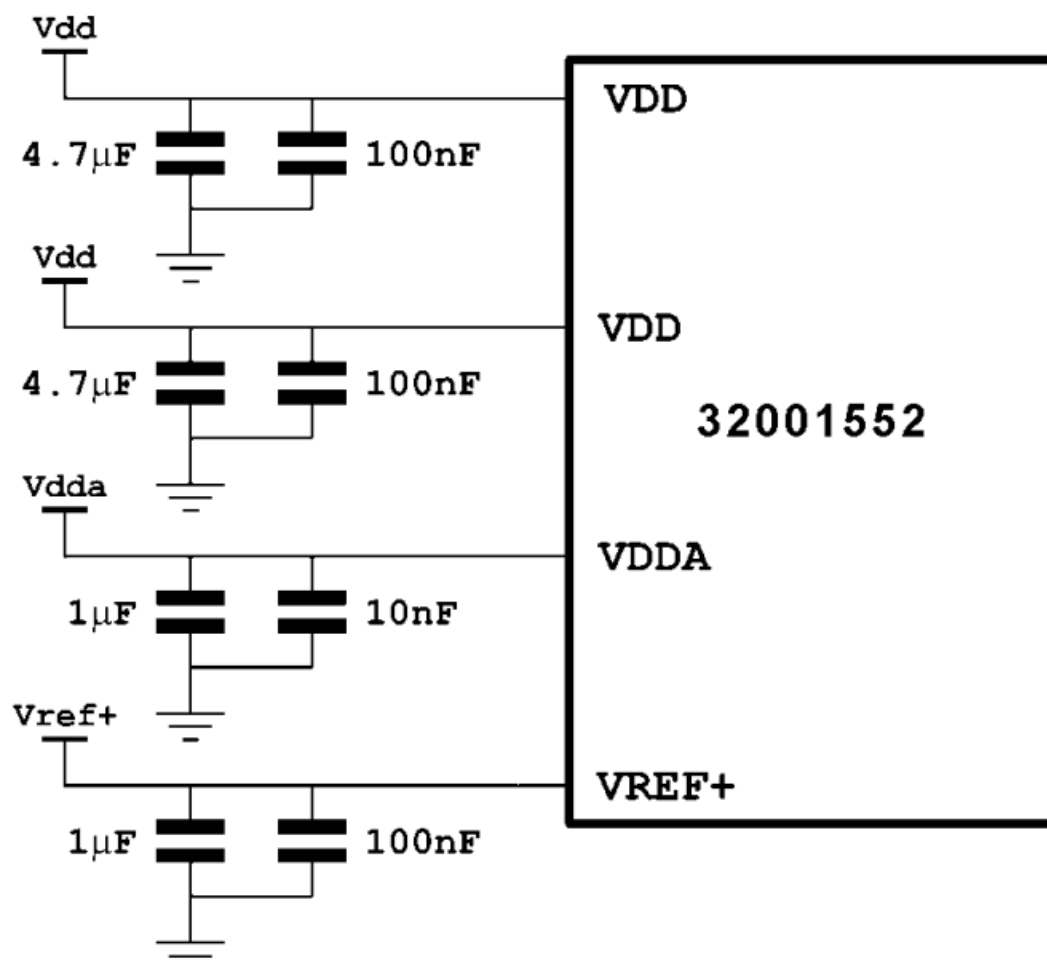 Vdd
VDD
4.7µF 100nF
Vdd
VDD
4.7µF 100nF
32001552
Vdda
VDDA
1µF 10nF
Vref+
VREF+
1µF 100nF